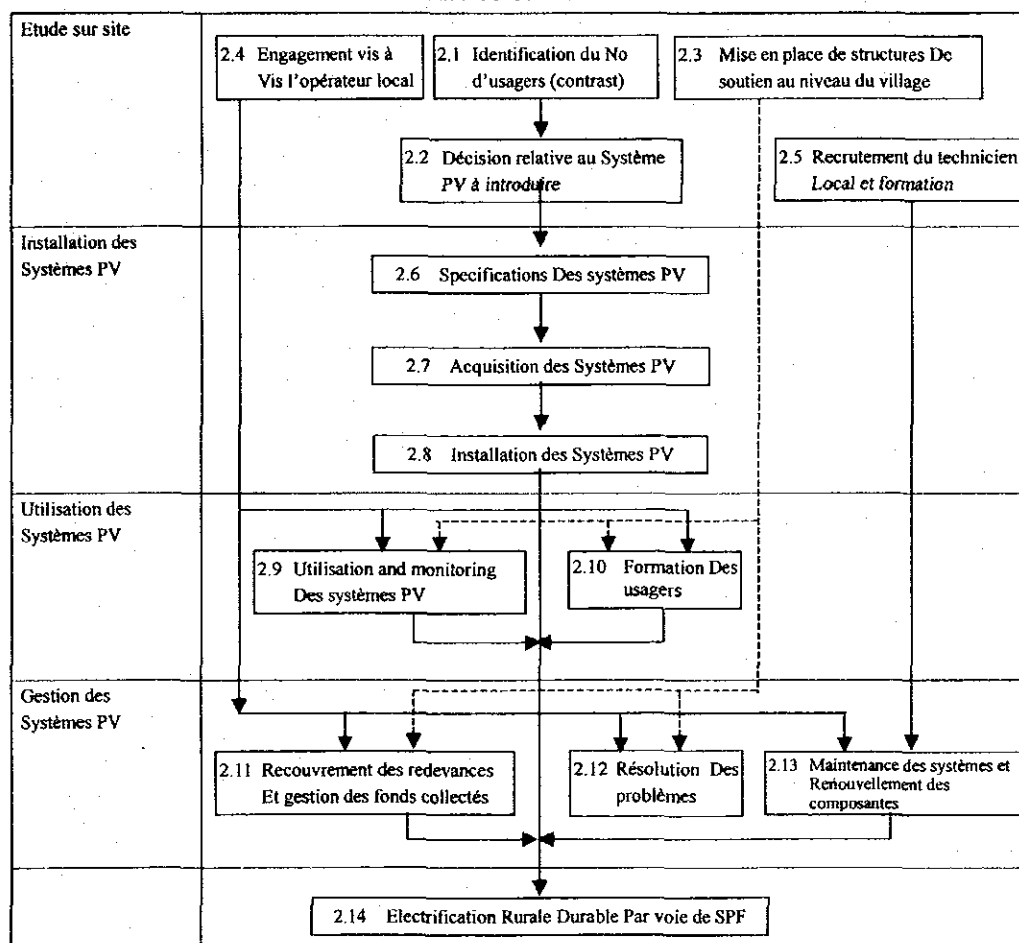 Etude sur site
2.4 Engagement vis à
Vis l'opérateur local
2.1 Identification du No
d'usagers (contrast)
2.3 Mise en place de structures De
soutien au niveau du village
2.2 Décision relative au Système
PV à introduire
2.5 Recrutement du technicien
Local et formation
Installation des
Systèmes PV
2.6 Specifications Des systèmes PV
2.7 Acquisition des Systèmes PV
2.8 Installation des Systèmes PV
Utilisation des
Systèmes PV
2.9 Utilisation and monitoring
Des systèmes PV
2.10 Formation Des
usagers
Gestion des
Systèmes PV
2.11 Recouvrement des redevances
Et gestion des fonds collectés
2.12 Résolution Des
problèmes
2.13 Maintenance des systèmes et
Renouvellement des
composantes
2.14 Electrification Rurale Durable Par voie de SPF